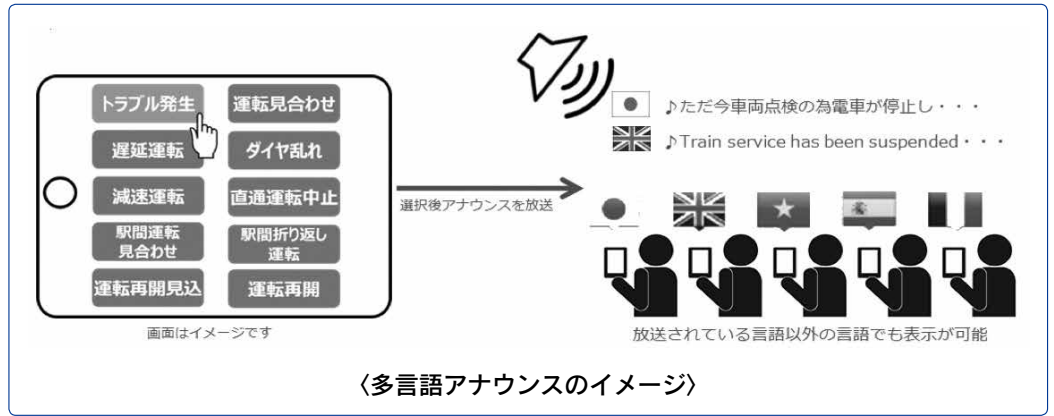 トラブル発生
運転見合わせ
遅延運転
ダイヤ乱れ
減速運転
直通運転中止
駅間運転
見合わせ
駅間折り返し
運転
運転再開見込
運転再開
画面はイメージです
選択後アナウンスを放送
♪ただ今車両点検の為電車が停止し・・・
♪Train service has been suspended・・・
放送されている言語以外の言語でも表示が可能
〈多言語アナウンスのイメージ〉